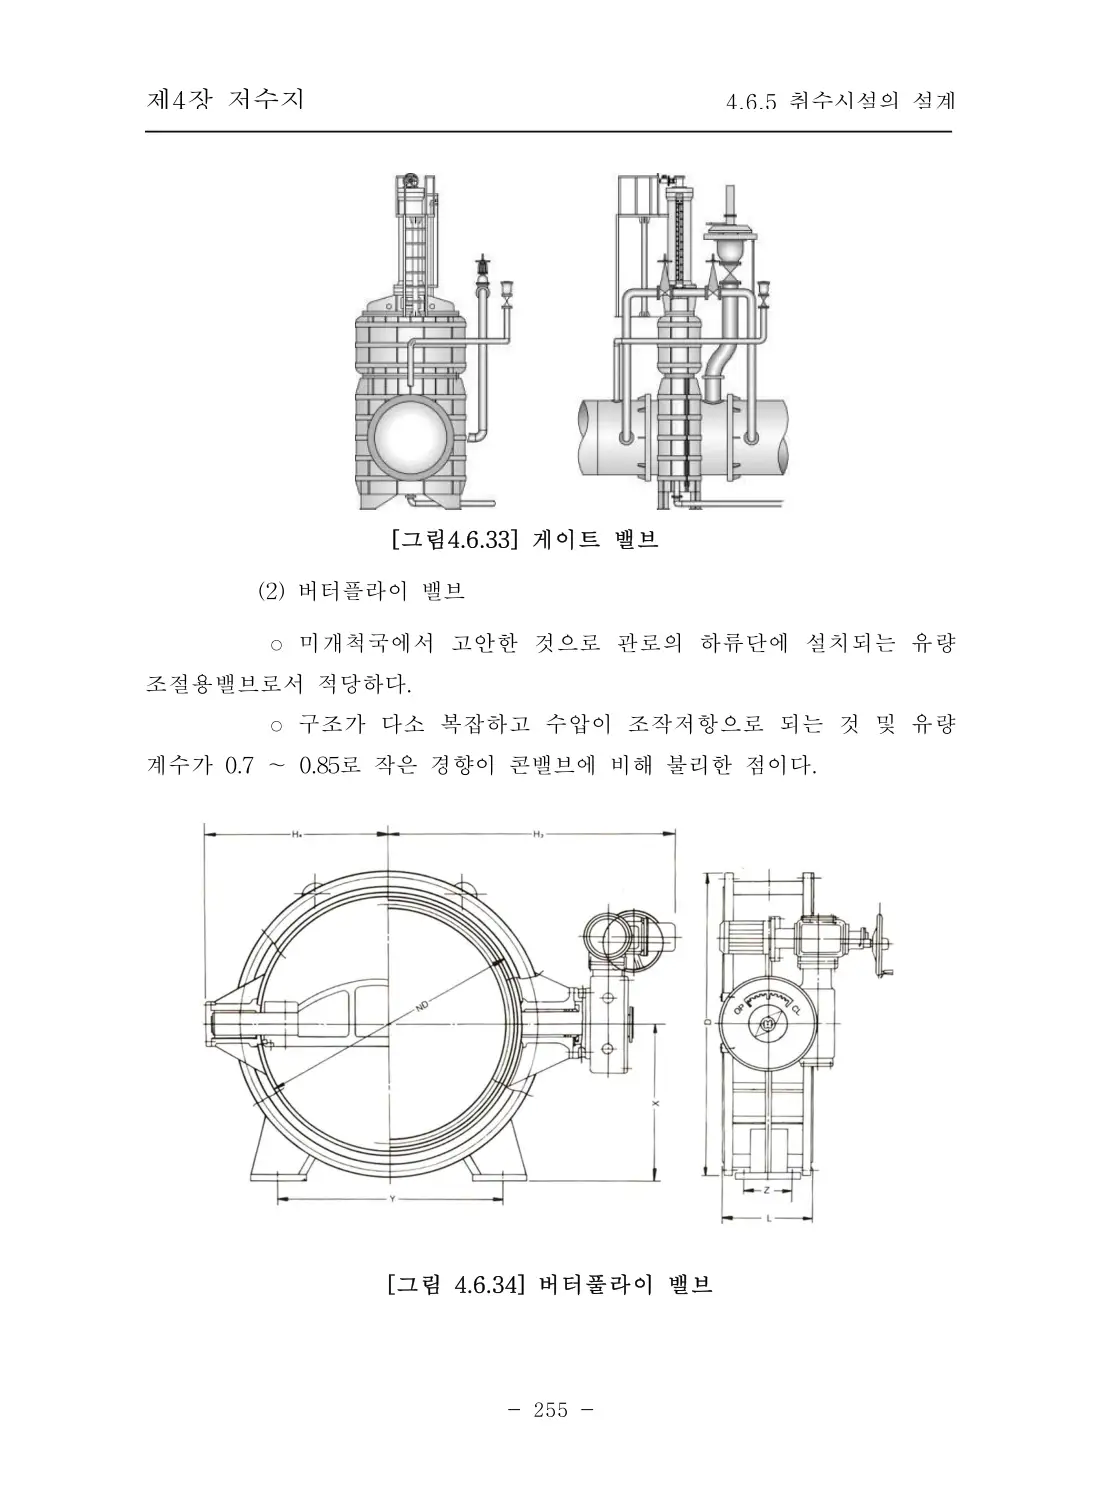 제4장 저수지
4.6.5 취수시설의 설계
[그림4.6.33] 게이트 밸브
(2) 버터플라이 밸브
○ 미개척국에서 고안한 것으로 관로의 하류단에 설치되는 유량
조절용밸브로서 적당하다.
○ 구조가 다소 복잡하고 수압이 조작저항으로 되는 것 및 유량
계수가 0.7 ~ 0.85로 작은 경향이 콘밸브에 비해 불리한 점이다.
H₄
H₃
ND
OP
CL
D
X
Y
Z
L
[그림 4.6.34] 버터풀라이 밸브
- 255 -